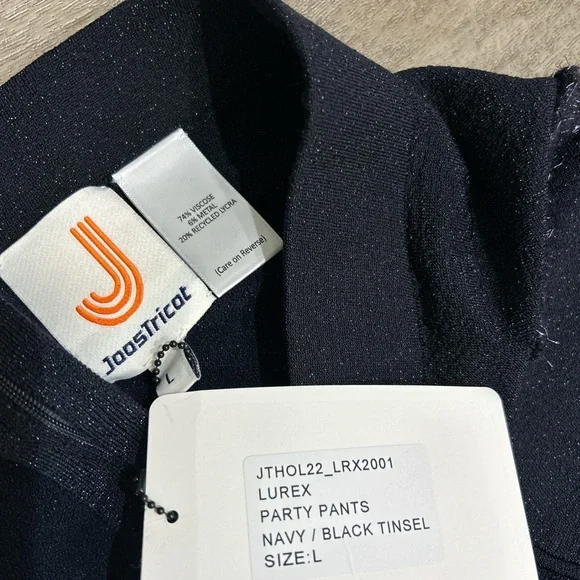 74% VISCOSE
6% METAL
20% RECYCLED LYCRA
(Care on Reverse)
JoosTricot
L
JTHOL22_LRX2001
LUREX
PARTY PANTS
NAVY / BLACK TINSEL
SIZE:L